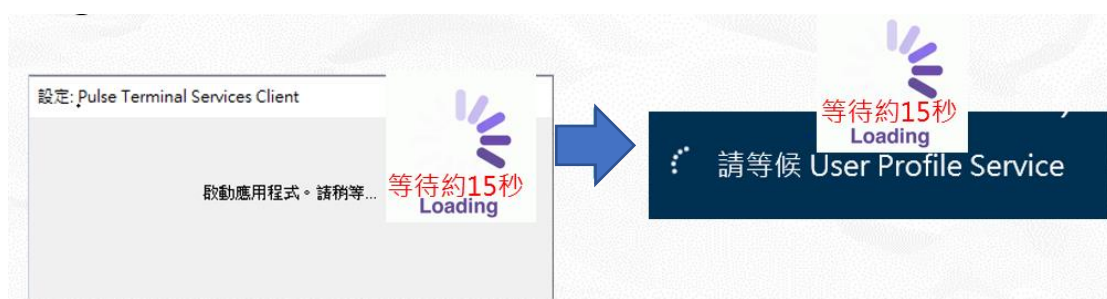 設定: Pulse Terminal Services Client
啟動應用程式。請稍等...
等待約15秒
Loading
等待約15秒
Loading
請等候 User Profile Service